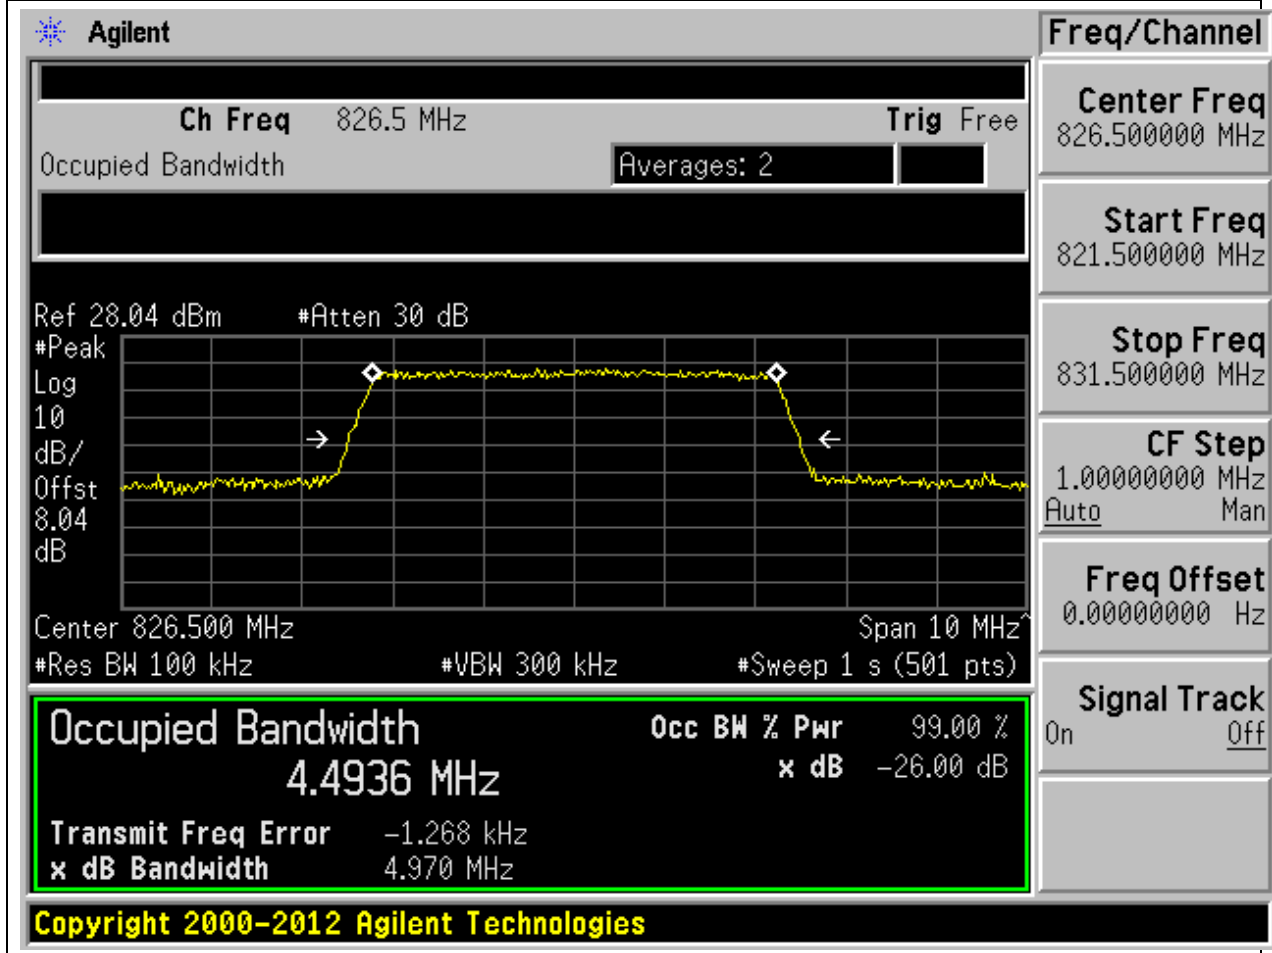 Agilent
Freq/Channel
Ch Freq 826.5 MHz Trig Free
Occupied Bandwidth Averages: 2
Center Freq
826.500000 MHz
Start Freq
821.500000 MHz
Stop Freq
831.500000 MHz
CF Step
1.00000000 MHz
Auto Man
Freq Offset
0.00000000 Hz
Signal Track
On Off
Ref 28.04 dBm #Atten 30 dB
#Peak
Log
10
dB/
Offst
8.04
dB
Center 826.500 MHz Span 10 MHz^
#Res BW 100 kHz #VBW 300 kHz #Sweep 1 s (501 pts)
Occupied Bandwidth Occ BW % Pwr 99.00 %
4.4936 MHz x dB -26.00 dB
Transmit Freq Error -1.268 kHz
x dB Bandwidth 4.970 MHz
Copyright 2000-2012 Agilent Technologies